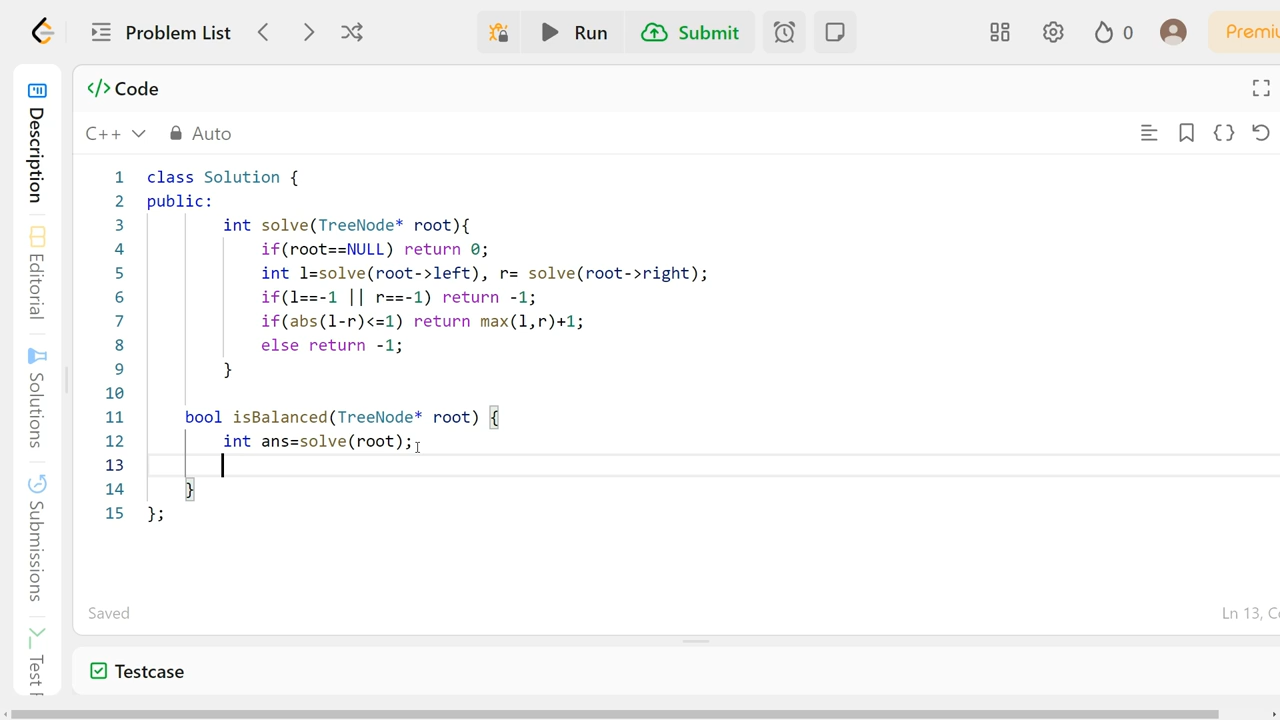 Problem List
Run
Submit
0
Premiu
Description
Editorial
Solutions
Submissions
Test
</> Code
C++
Auto
1 class Solution {
2 public:
3 int solve(TreeNode* root){
4 if(root==NULL) return 0;
5 int l=solve(root->left), r= solve(root->right);
6 if(l==-1 || r==-1) return -1;
7 if(abs(l-r)<=1) return max(l,r)+1;
8 else return -1;
9 }
10
11 bool isBalanced(TreeNode* root) {
12 int ans=solve(root);
13
14 }
15 };
Saved
Ln 13, Co
Testcase